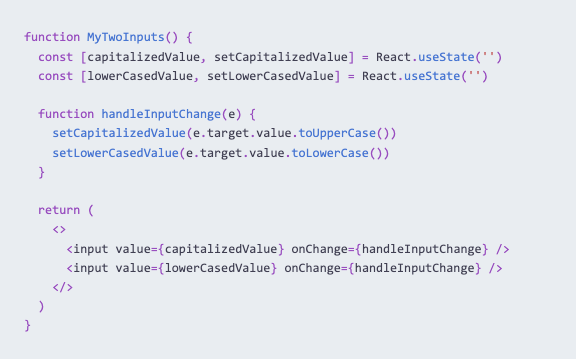 function MyTwoInputs() {
  const [capitalizedValue, setCapitalizedValue] = React.useState('')
  const [lowerCasedValue, setLowerCasedValue] = React.useState('')

  function handleInputChange(e) {
    setCapitalizedValue(e.target.value.toUpperCase())
    setLowerCasedValue(e.target.value.toLowerCase())
  }

  return (
    <>
      <input value={capitalizedValue} onChange={handleInputChange} />
      <input value={lowerCasedValue} onChange={handleInputChange} />
    </>
  )
}